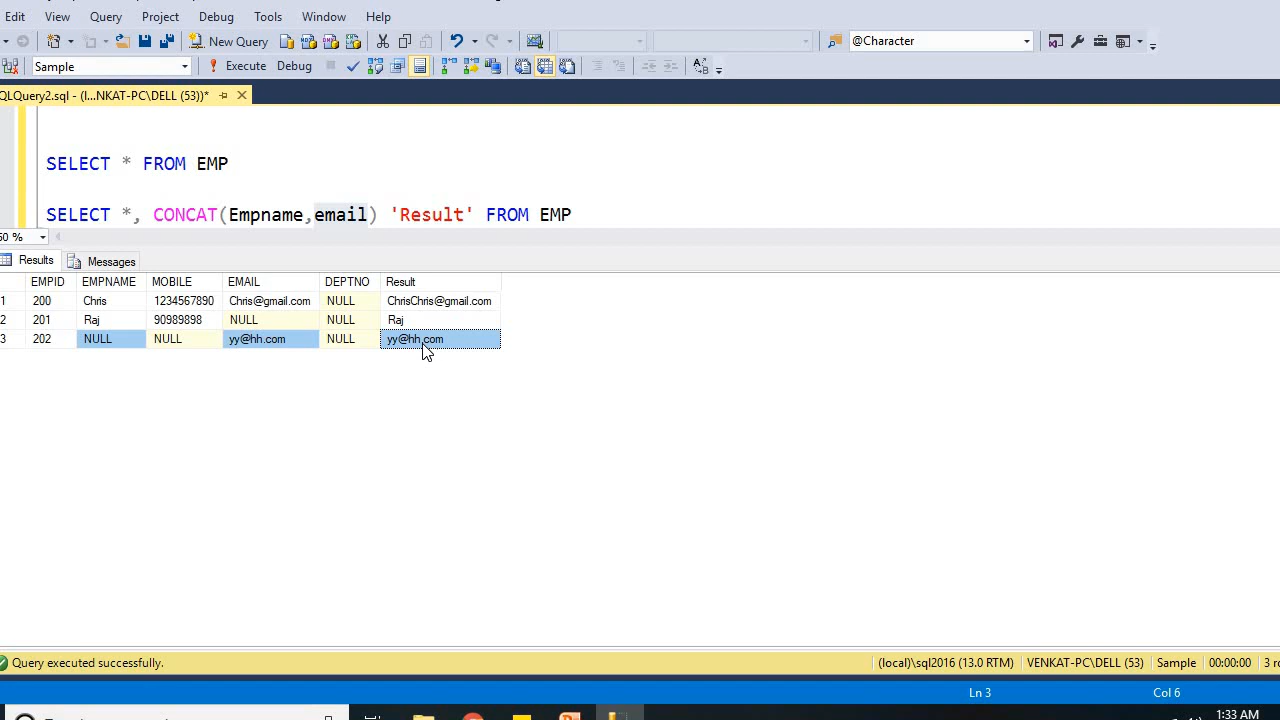 Edit View Query Project Debug Tools Window Help
New Query @Character
Sample Execute Debug
QLQuery2.sql - (l...NKAT-PC\DELL (53))*
SELECT * FROM EMP
SELECT *, CONCAT(Empname,email) 'Result' FROM EMP
50 %
Results Messages
EMPID EMPNAME MOBILE EMAIL DEPTNO Result
1 200 Chris 1234567890 Chris@gmail.com NULL ChrisChris@gmail.com
2 201 Raj 90989898 NULL NULL Raj
3 202 NULL NULL yy@hh.com NULL yy@hh.com
Query executed successfully. (local)\sql2016 (13.0 RTM) VENKAT-PC\DELL (53) Sample 00:00:00 3 ro
Ln 3 Col 6
1:33 AM